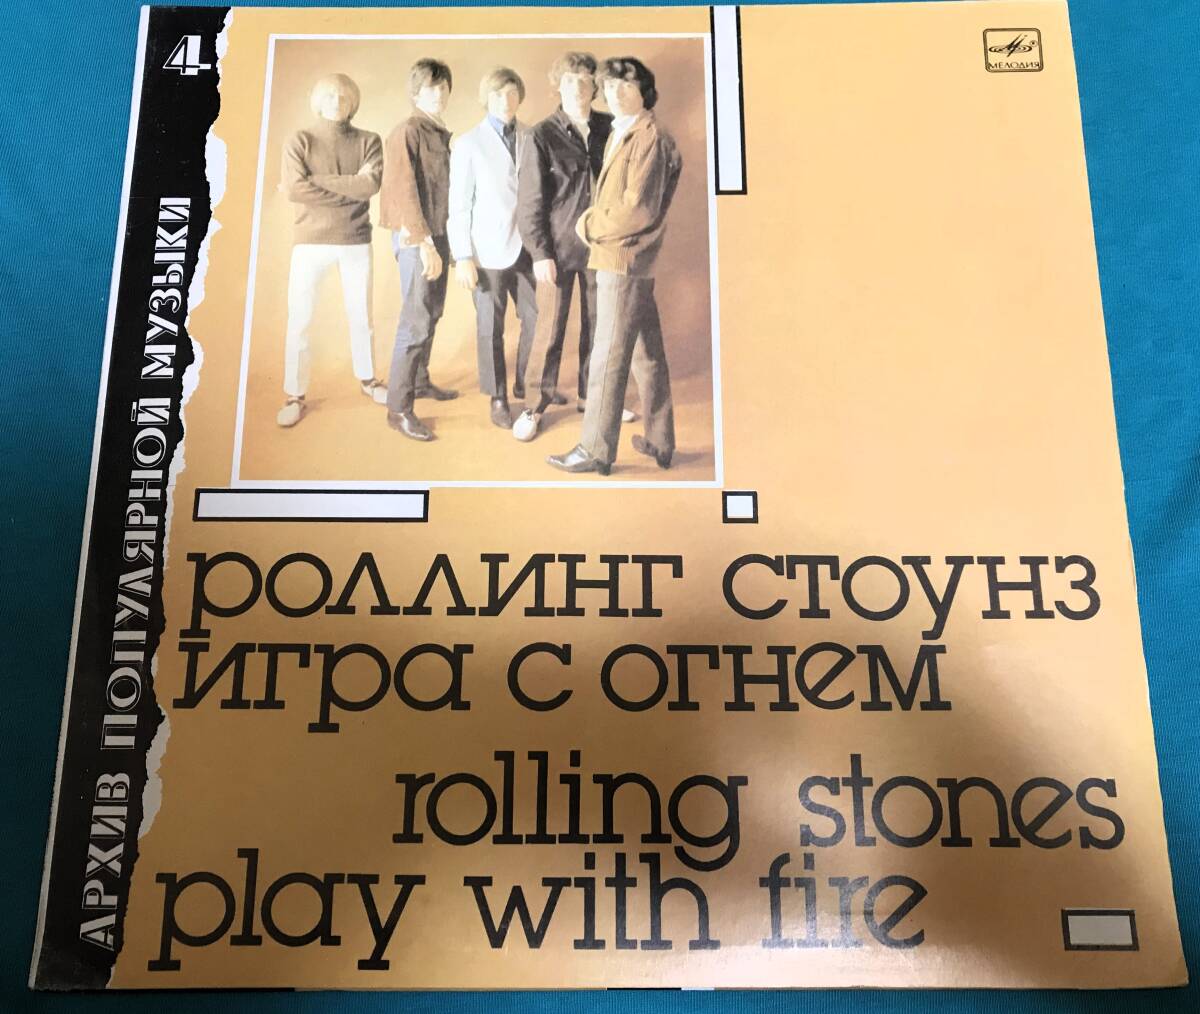 4
АРХИВ ПОПУЛЯРНОЙ МУЗЫКИ
МЕЛОДИЯ
роллинг стоунз
игра с огнем
rolling stones
play with fire